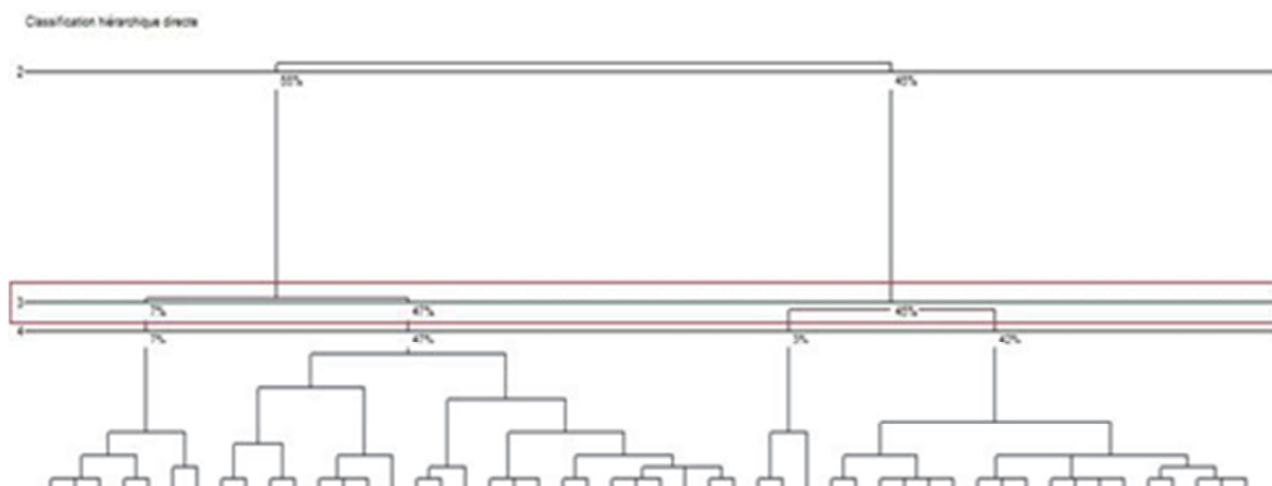 Classification hiérarchique directe
2
55% 45%
3
7% 47% 45%
4
7% 47% 3% 42%